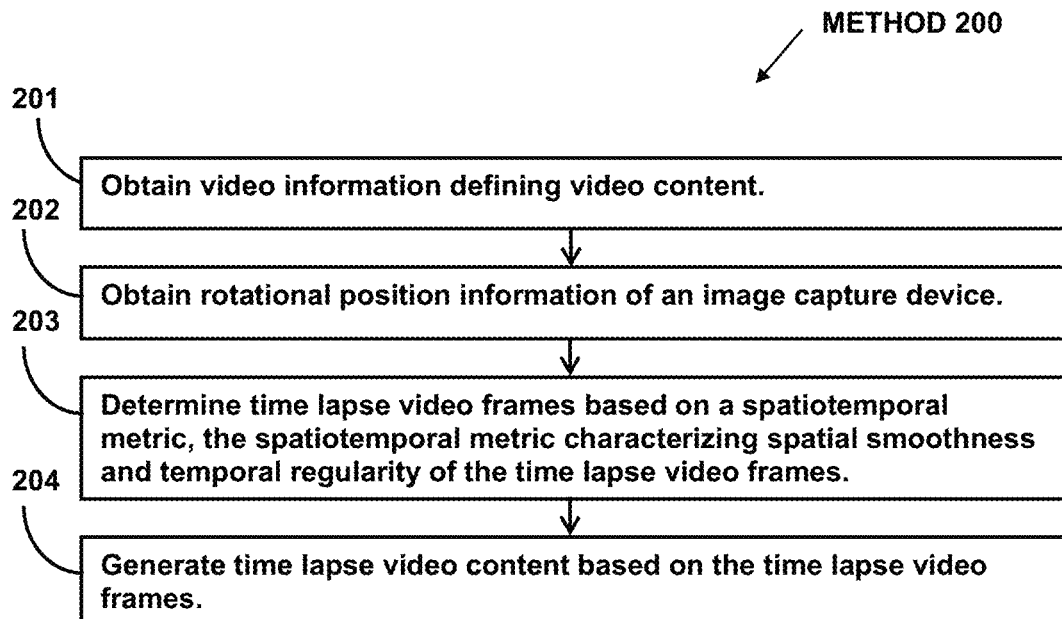 METHOD 200
201
Obtain video information defining video content.
202
Obtain rotational position information of an image capture device.
203
Determine time lapse video frames based on a spatiotemporal
metric, the spatiotemporal metric characterizing spatial smoothness
and temporal regularity of the time lapse video frames.
204
Generate time lapse video content based on the time lapse video
frames.